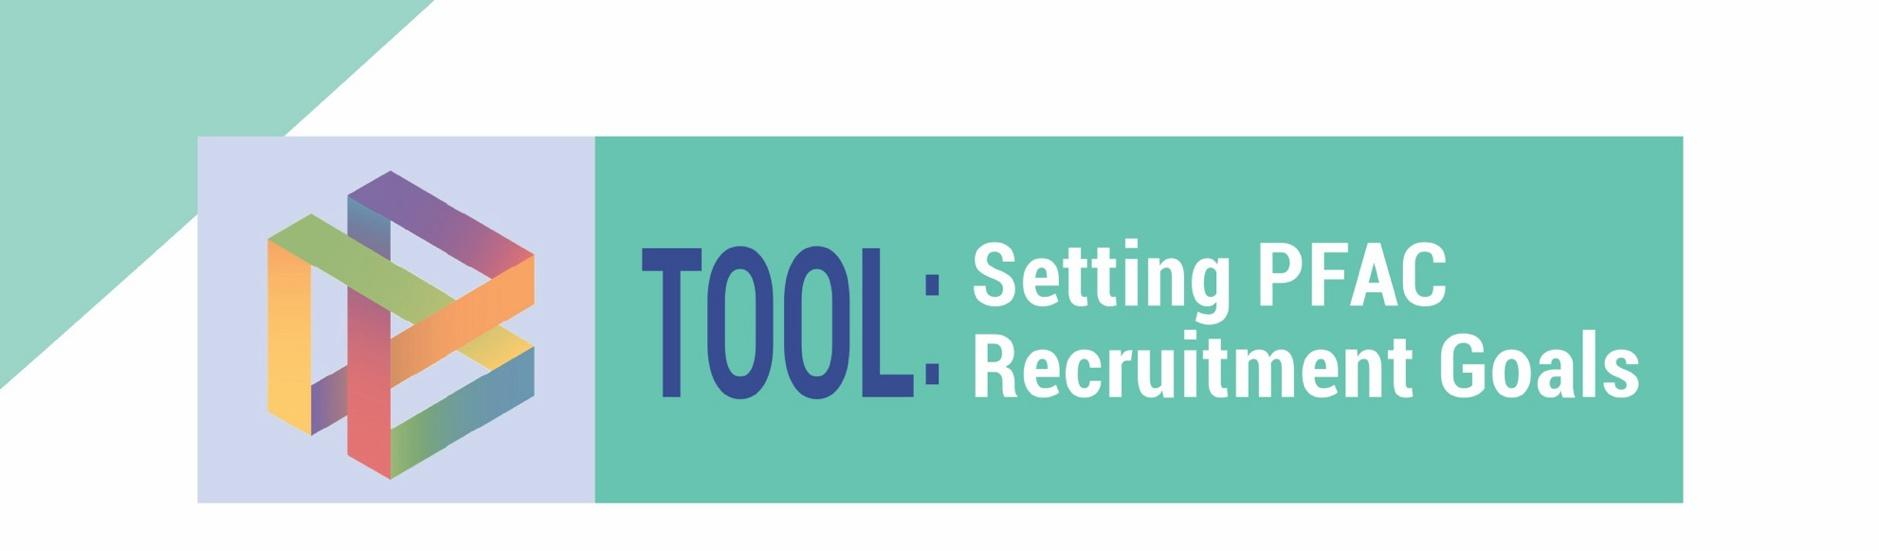 TOOL: Setting PFAC
Recruitment Goals